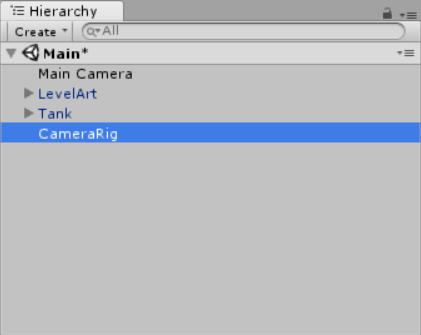 Hierarchy
Create All
Main*
Main Camera
LevelArt
Tank
CameraRig